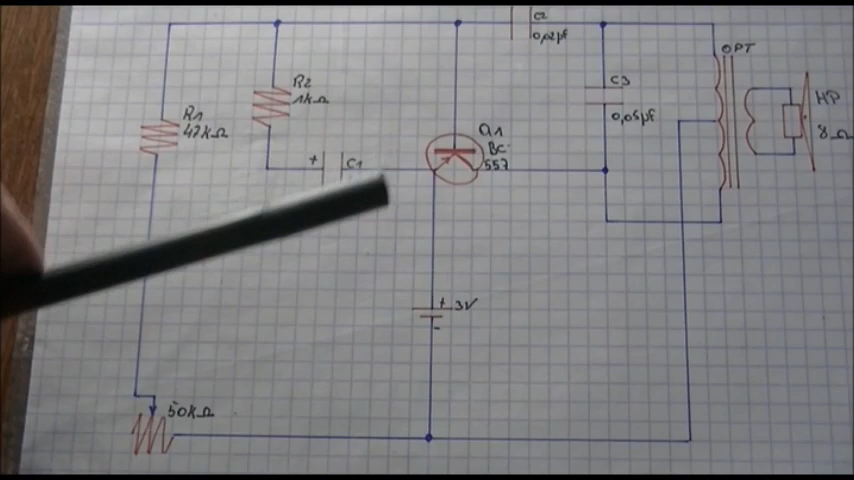 C2
0,02µf
OPT
R2
1kΩ
C3
R1
47kΩ
0,05µf
HP
8Ω
Q1
BC-
557
+ C1
+ 3V
-
50kΩ